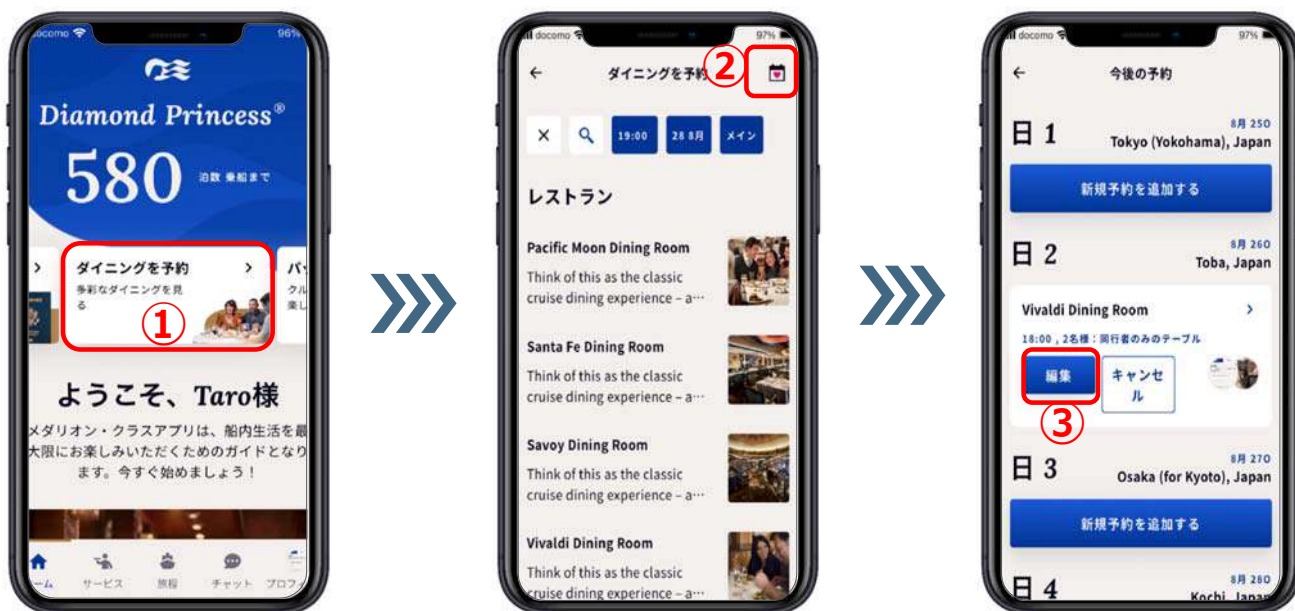 docomo
96%
Diamond Princess®
580 泊数 乗船まで
ダイニングを予約
多彩なダイニングを見
る
①
ようこそ、Taro様
メダリオン・クラスアプリは、船内生活を最
大限にお楽しみいただくためのガイドとなり
ます。今すぐ始めましょう！
サービス
旅程
チャット
docomo
97%
ダイニングを予約
②
19:00
28 8月
メイン
レストラン
Pacific Moon Dining Room
Think of this as the classic
cruise dining experience – a…
Santa Fe Dining Room
Think of this as the classic
cruise dining experience – a…
Savoy Dining Room
Think of this as the classic
cruise dining experience – a…
Vivaldi Dining Room
Think of this as the classic
cruise dining experience – a…
docomo
97%
今後の予約
日 1
8月 250
Tokyo (Yokohama), Japan
新規予約を追加する
日 2
8月 260
Toba, Japan
Vivaldi Dining Room
18:00 , 2名様：同行者のみのテーブル
編集
キャンセ
ル
③
日 3
8月 270
Osaka (for Kyoto), Japan
新規予約を追加する
日 4
8月 280
Kochi, Japan